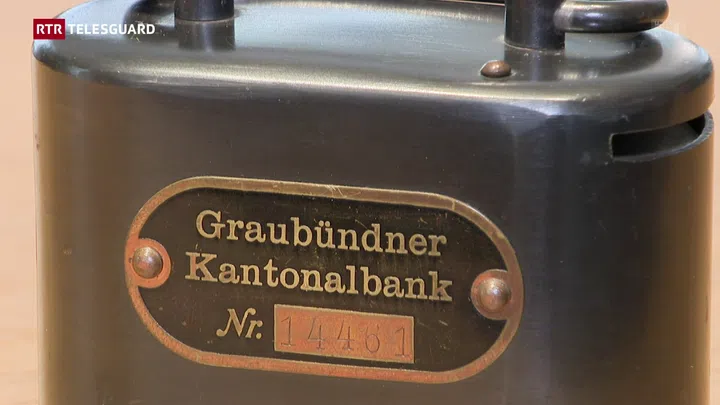 RTR TELESGUARD
Graubündner
Kantonalbank
Nr. 14461